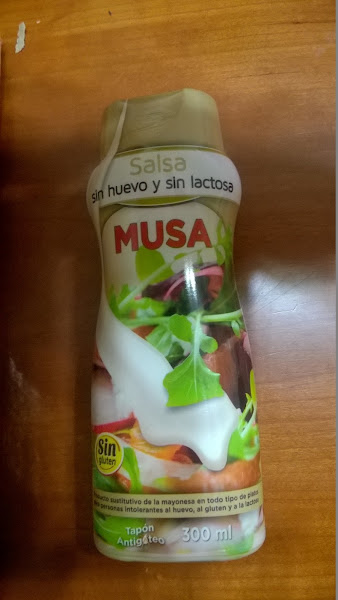 Salsa
sin huevo y sin lactosa
MUSA
Sin
gluten
sustitutivo de la mayonesa en todo tipo de platos
personas intolerantes al huevo, al gluten y a la lactosa
Tapón
Antigoteo
300 ml